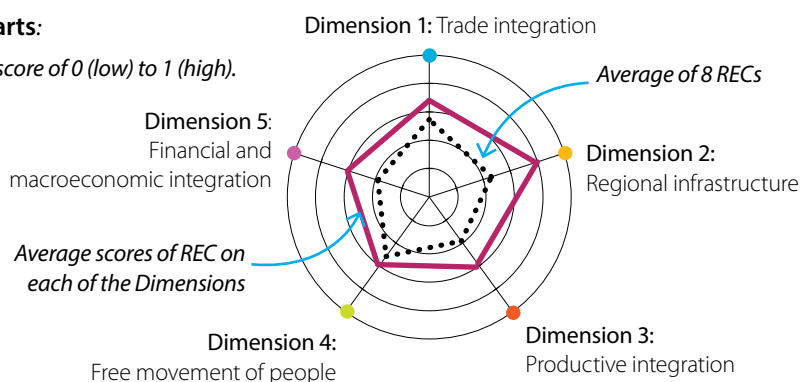 arts:
score of 0 (low) to 1 (high).
Dimension 1: Trade integration
Average of 8 RECs
Dimension 5:
Financial and
macroeconomic integration
Dimension 2:
Regional infrastructure
Average scores of REC on
each of the Dimensions
Dimension 4:
Free movement of people
Dimension 3:
Productive integration